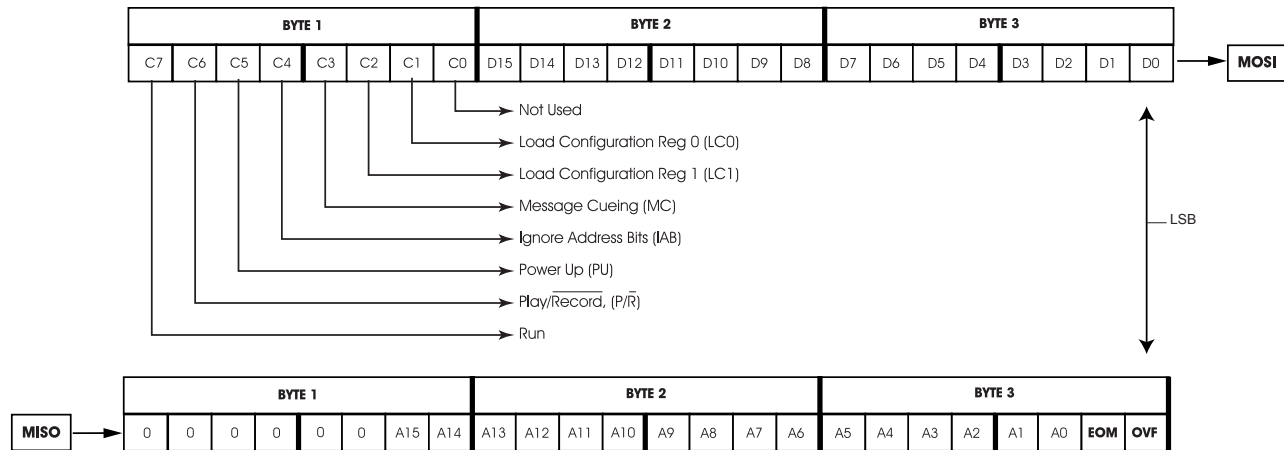 BYTE 1 BYTE 2 BYTE 3
C7 C6 C5 C4 C3 C2 C1 C0 D15 D14 D13 D12 D11 D10 D9 D8 D7 D6 D5 D4 D3 D2 D1 D0 MOSI
Not Used
Load Configuration Reg 0 (LC0)
Load Configuration Reg 1 (LC1)
Message Cueing (MC)
LSB
Ignore Address Bits (IAB)
Power Up (PU)
Play/Record, (P/R)
Run
BYTE 1 BYTE 2 BYTE 3
MISO 0 0 0 0 0 0 A15 A14 A13 A12 A11 A10 A9 A8 A7 A6 A5 A4 A3 A2 A1 A0 EOM OVF